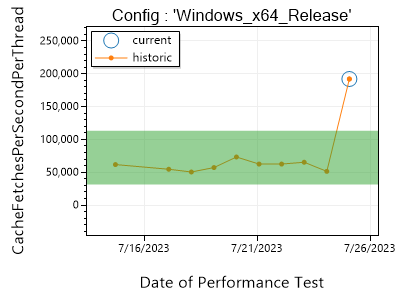 Config : 'Windows_x64_Release'
CacheFetchesPerSecondPerThread
current
historic
250,000
200,000
150,000
100,000
50,000
0
7/16/2023
7/21/2023
7/26/2023
Date of Performance Test